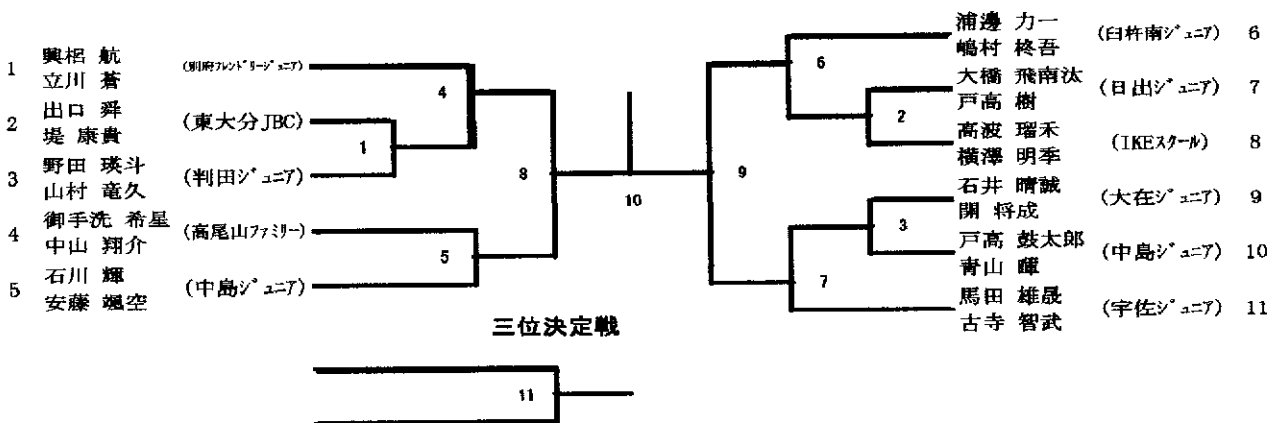 1 興梠 航 (別府フレンドリージュニア)
立川 蒼
2 出口 舜 (東大分JBC)
堤 康貴
3 野田 瑛斗 (判田ジュニア)
山村 竜久
4 御手洗 希星 (高尾山ファミリー)
中山 翔介
5 石川 輝 (中島ジュニア)
安藤 颯空
4
1
8
5
10
9
6
2
3
7
浦邊 力一 (臼杵南ジュニア) 6
嶋村 柊吾
大橋 飛南汰 (日出ジュニア) 7
戸高 樹
高波 瑠禾 (IKEスクール) 8
横澤 明季
石井 晴誠 (大在ジュニア) 9
開 将成
戸高 鼓太郎 (中島ジュニア) 10
青山 暉
馬田 雄晟 (宇佐ジュニア) 11
古寺 智武
三位決定戦
11